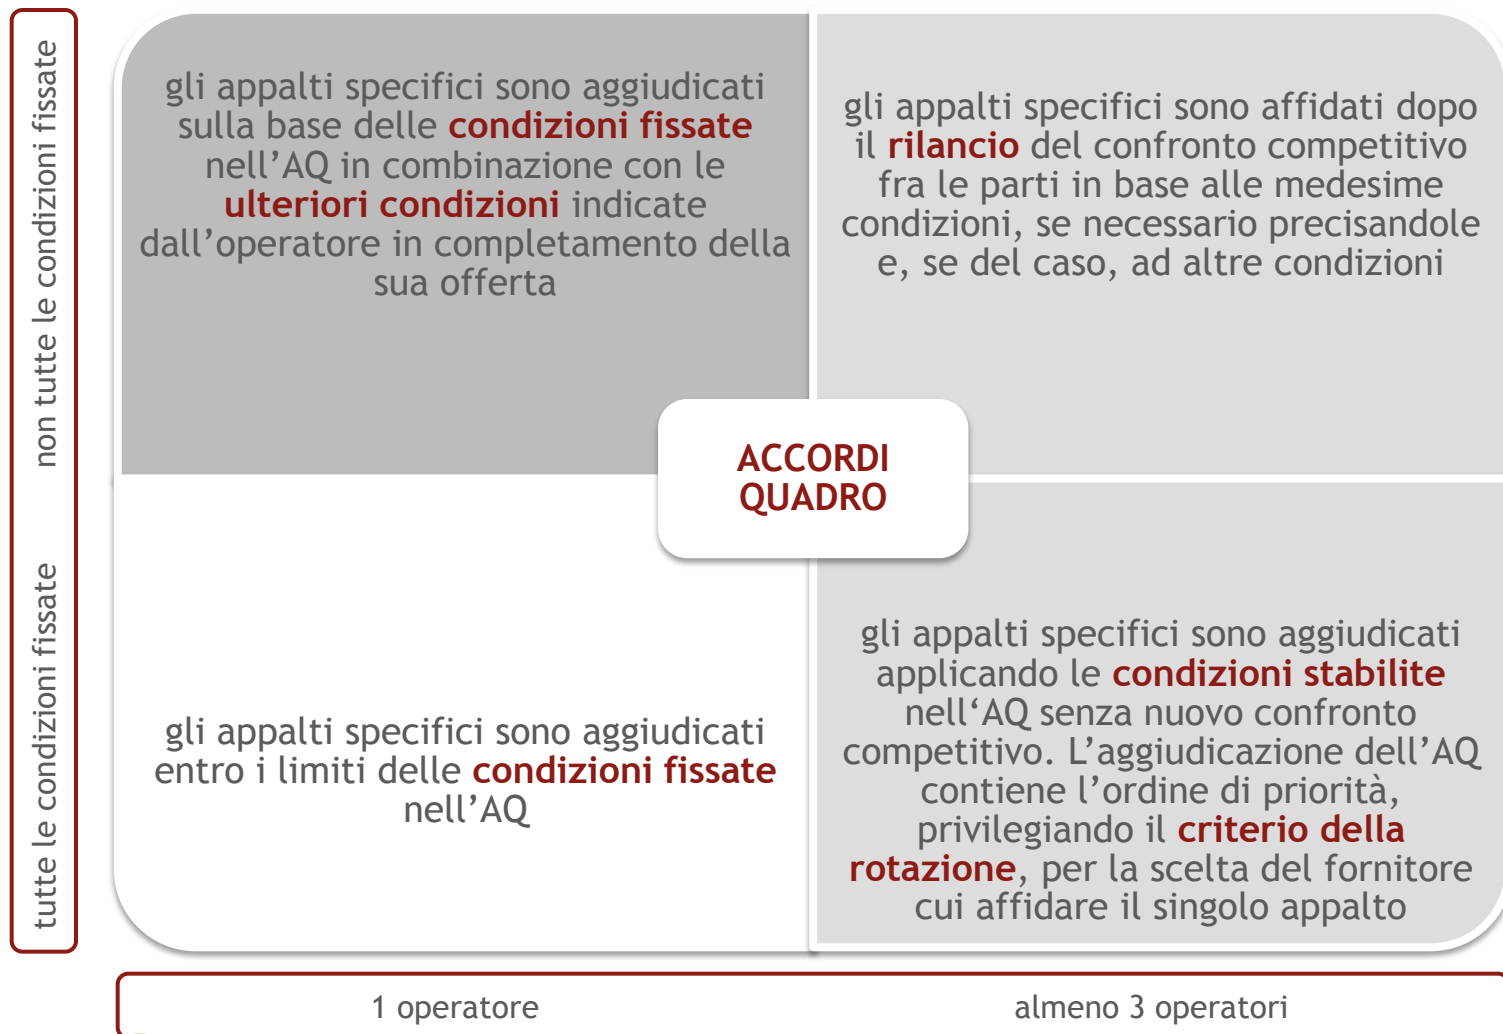 non tutte le condizioni fissate
tutte le condizioni fissate
gli appalti specifici sono aggiudicati
sulla base delle condizioni fissate
nell’AQ in combinazione con le
ulteriori condizioni indicate
dall’operatore in completamento della
sua offerta
gli appalti specifici sono affidati dopo
il rilancio del confronto competitivo
fra le parti in base alle medesime
condizioni, se necessario precisandole
e, se del caso, ad altre condizioni
ACCORDI
QUADRO
gli appalti specifici sono aggiudicati
entro i limiti delle condizioni fissate
nell’AQ
gli appalti specifici sono aggiudicati
applicando le condizioni stabilite
nell‘AQ senza nuovo confronto
competitivo. L’aggiudicazione dell’AQ
contiene l’ordine di priorità,
privilegiando il criterio della
rotazione, per la scelta del fornitore
cui affidare il singolo appalto
1 operatore
almeno 3 operatori